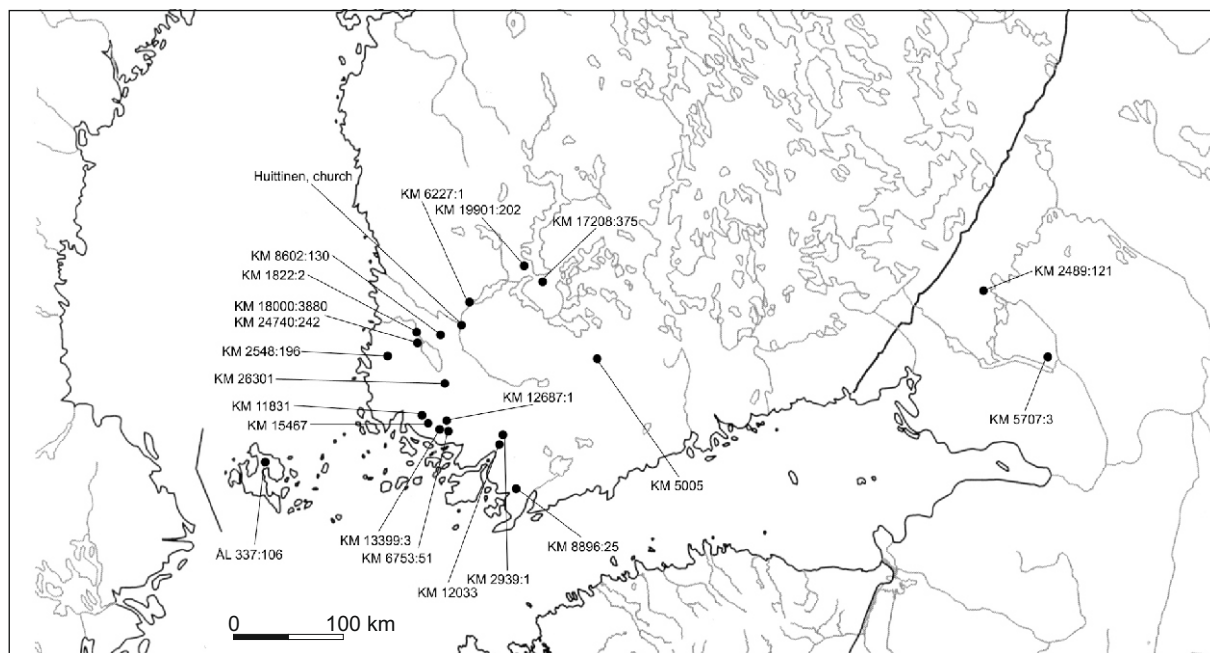 Huittinen, church
KM 6227:1
KM 19901:202
KM 17208:375
KM 8602:130
KM 1822:2
KM 18000:3880
KM 24740:242
KM 2548:196
KM 26301
KM 12687:1
KM 11831
KM 15467
KM 2489:121
KM 5707:3
KM 5005
ÅL 337:106
KM 13399:3
KM 6753:51
KM 8896:25
KM 2939:1
KM 12033
0 100 km